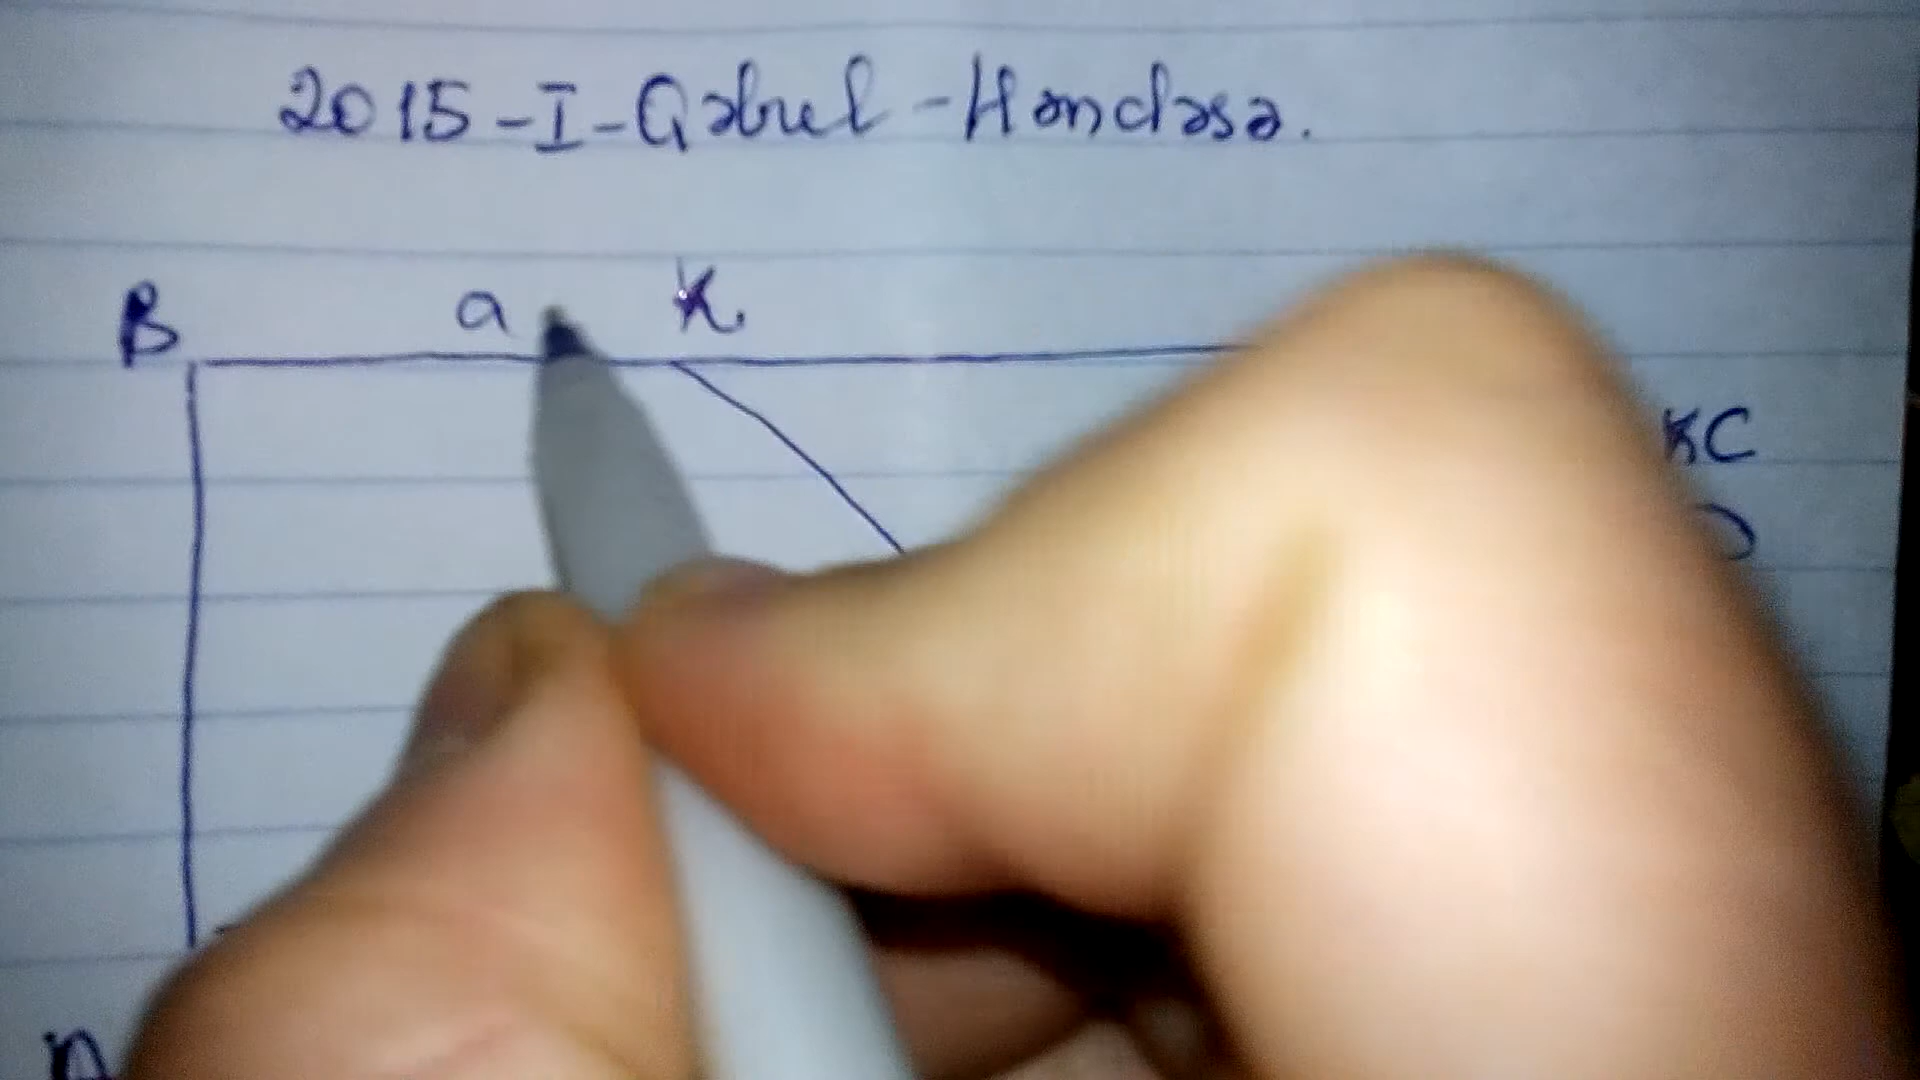 2015-I-Qəbul-Həndəsə.
B a K
KC
D
A